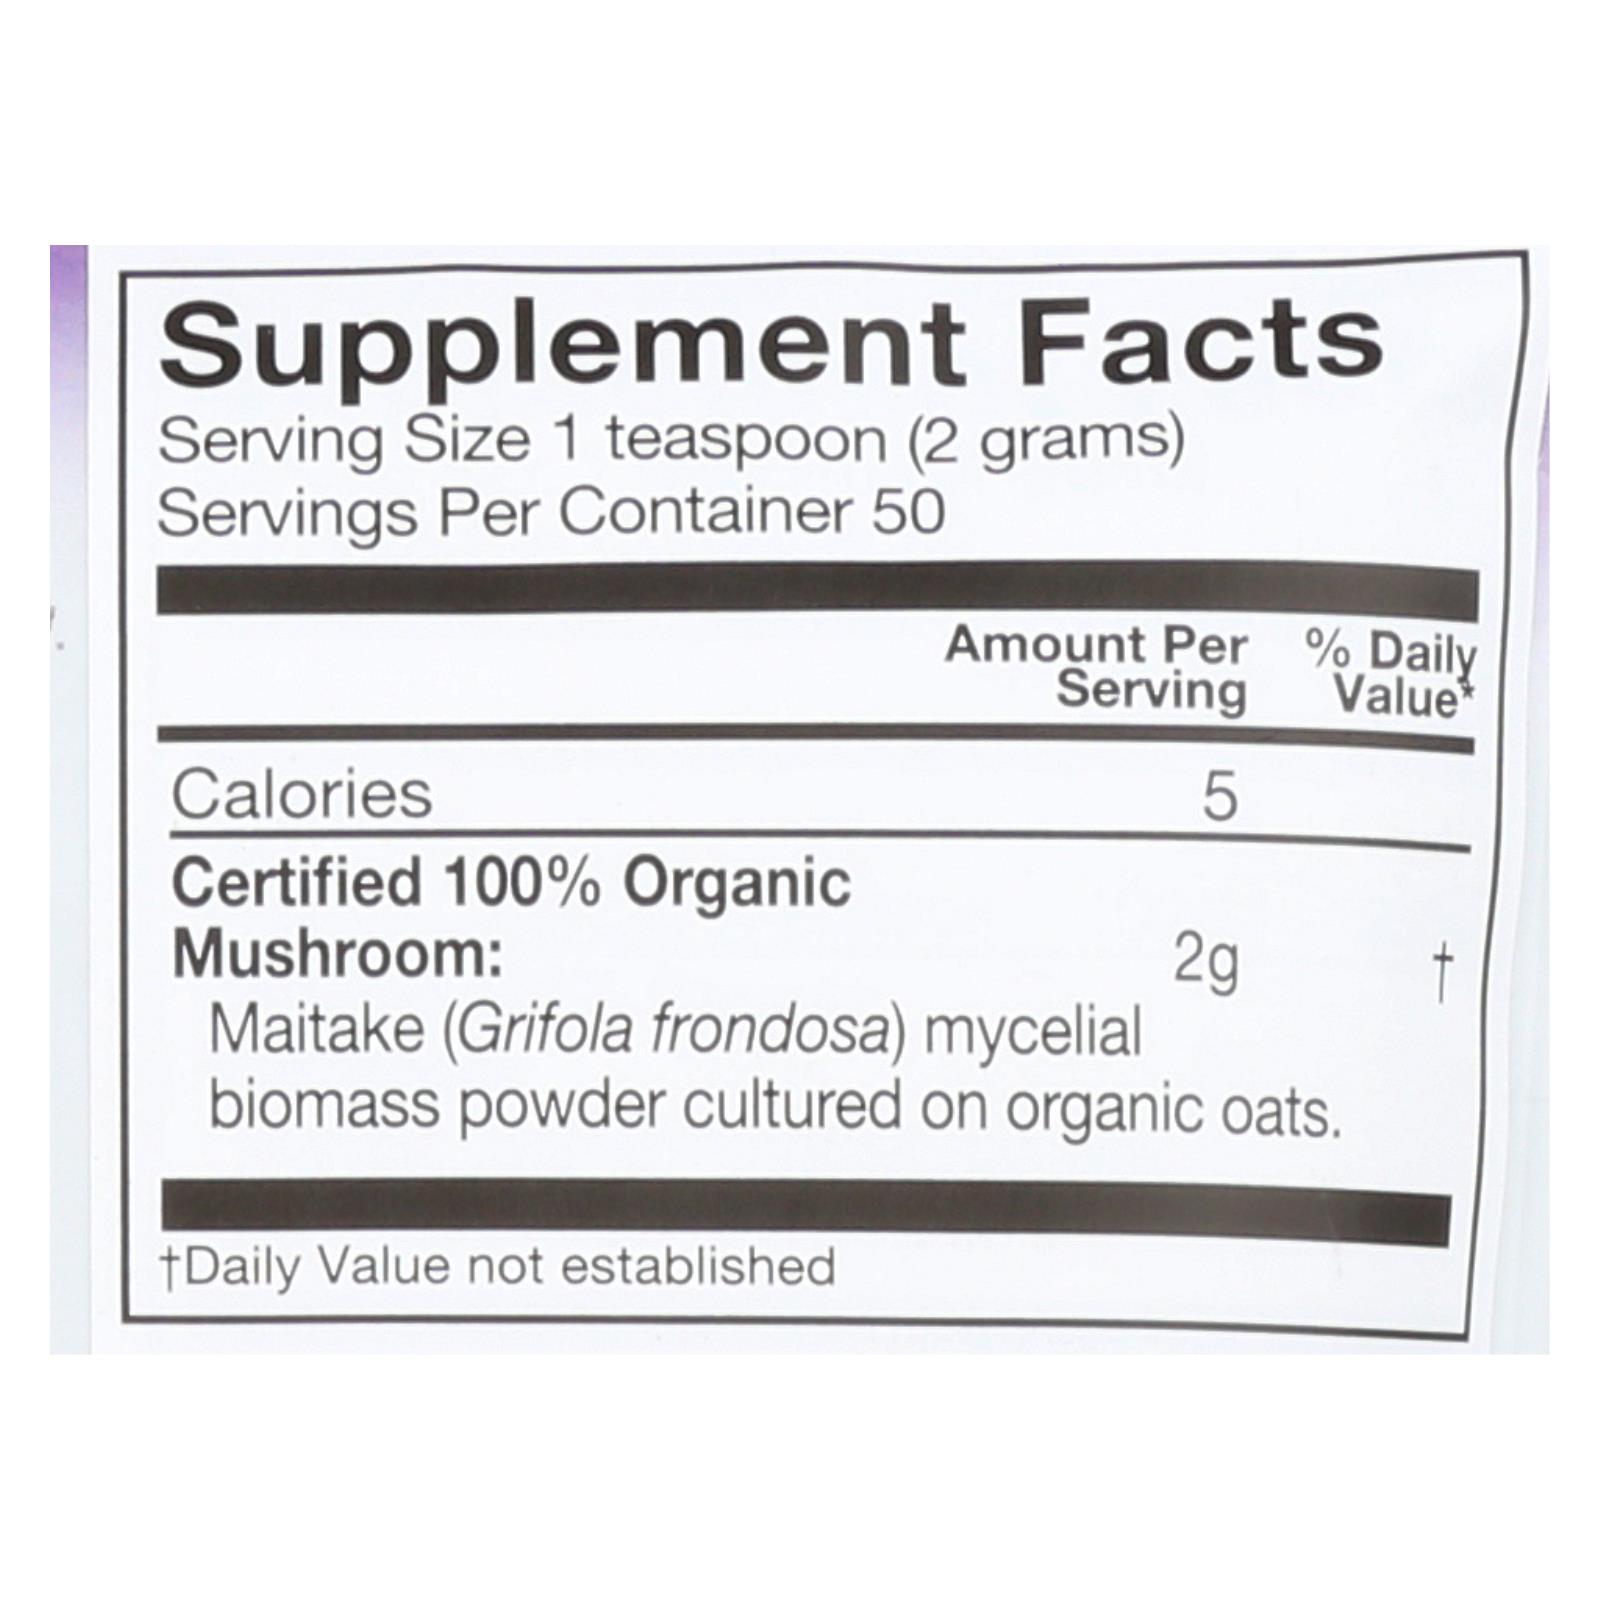 Supplement Facts
Serving Size 1 teaspoon (2 grams)
Servings Per Container 50
Amount Per % Daily
Serving Value*
Calories 5
Certified 100% Organic
Mushroom: 2g †
Maitake (Grifola frondosa) mycelial
biomass powder cultured on organic oats.
†Daily Value not established